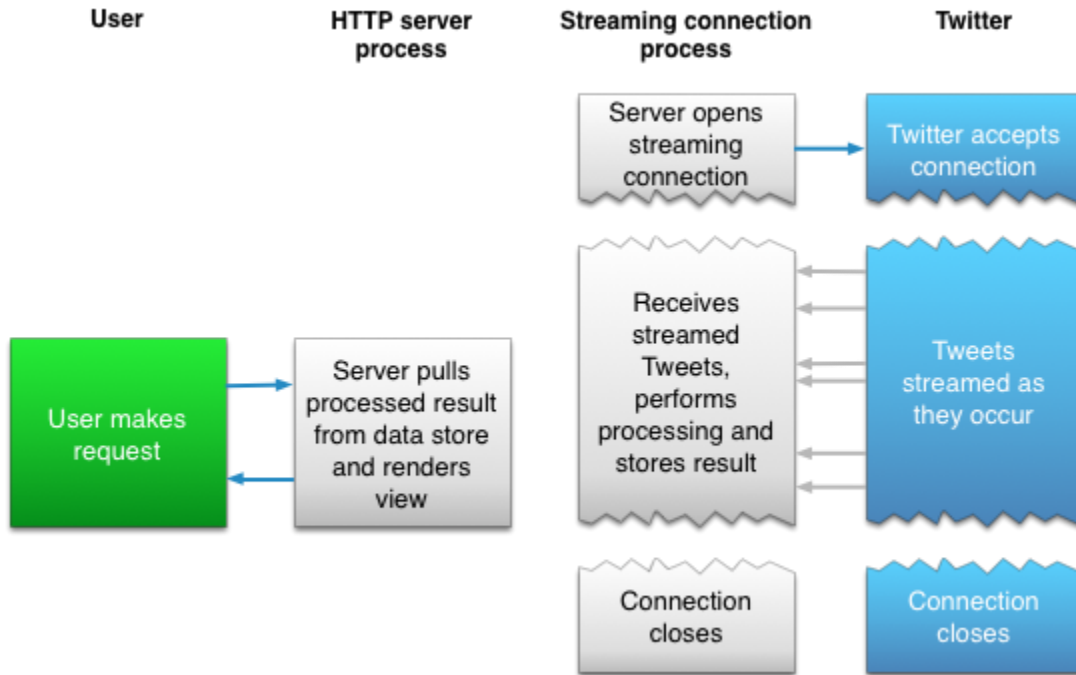 User
HTTP server
process
Streaming connection
process
Twitter
Server opens
streaming
connection
Twitter accepts
connection
User makes
request
Server pulls
processed result
from data store
and renders
view
Receives
streamed
Tweets,
performs
processing and
stores result
Tweets
streamed as
they occur
Connection
closes
Connection
closes